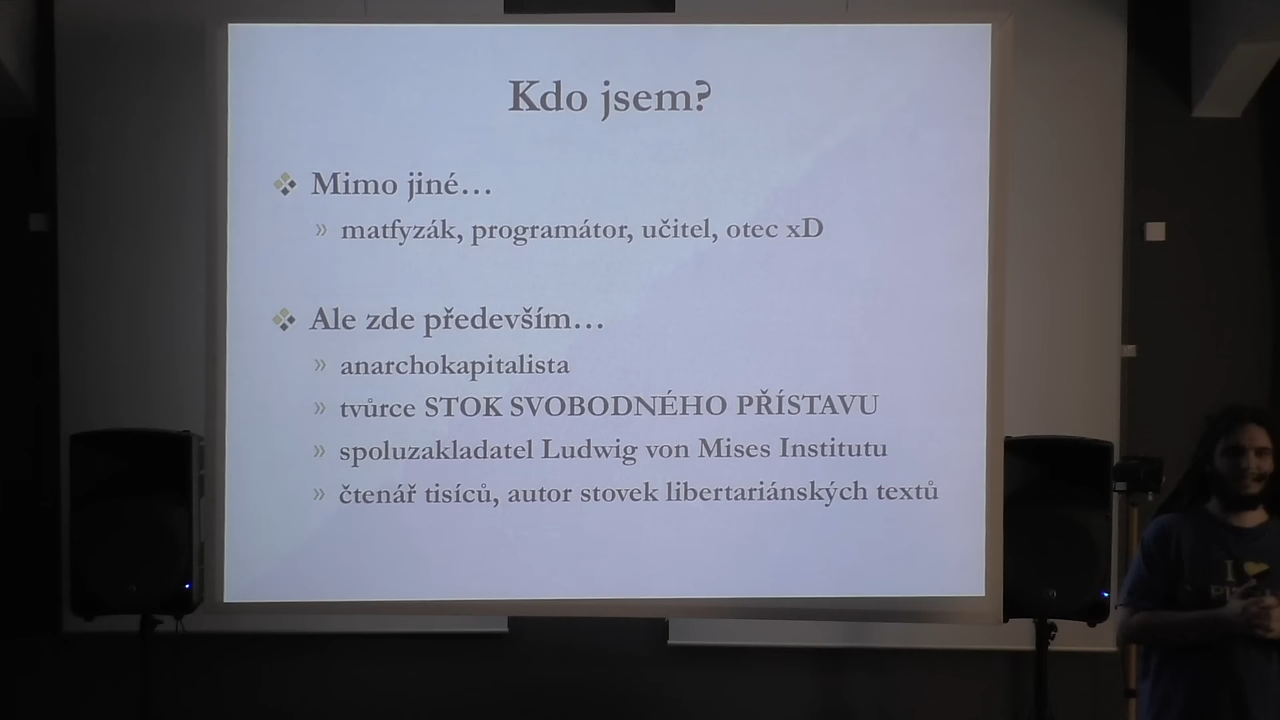 Kdo jsem?
Mimo jiné…
» matfyzák, programátor, učitel, otec xD
Ale zde především…
» anarchokapitalista
» tvůrce STOK SVOBODNÉHO PŘÍSTAVU
» spoluzakladatel Ludwig von Mises Institutu
» čtenář tisíců, autor stovek libertariánských textů
I